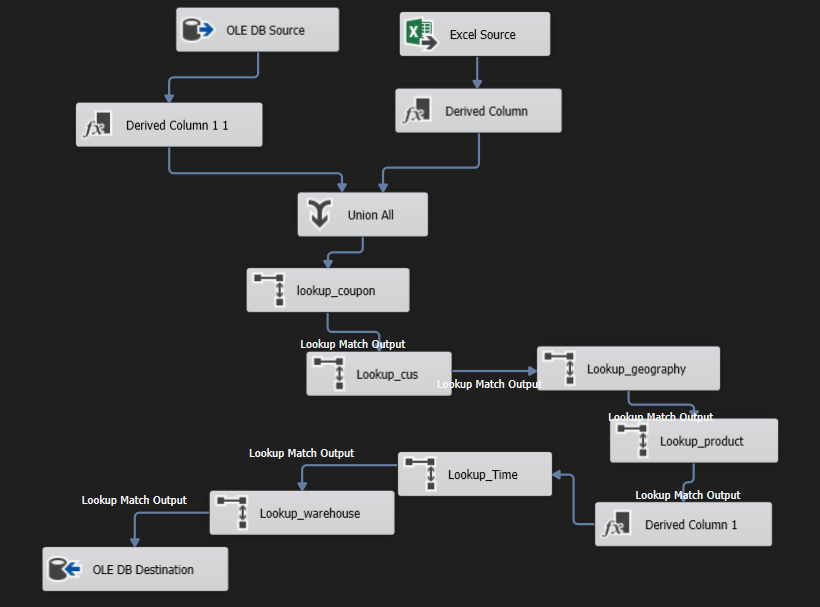 OLE DB Source
Excel Source
Derived Column 1 1
Derived Column
Union All
lookup_coupon
Lookup Match Output
Lookup_cus
Lookup Match Output
Lookup_geography
Lookup Match Output
Lookup_product
Lookup Match Output
Derived Column 1
Lookup_Time
Lookup Match Output
Lookup_warehouse
Lookup Match Output
OLE DB Destination